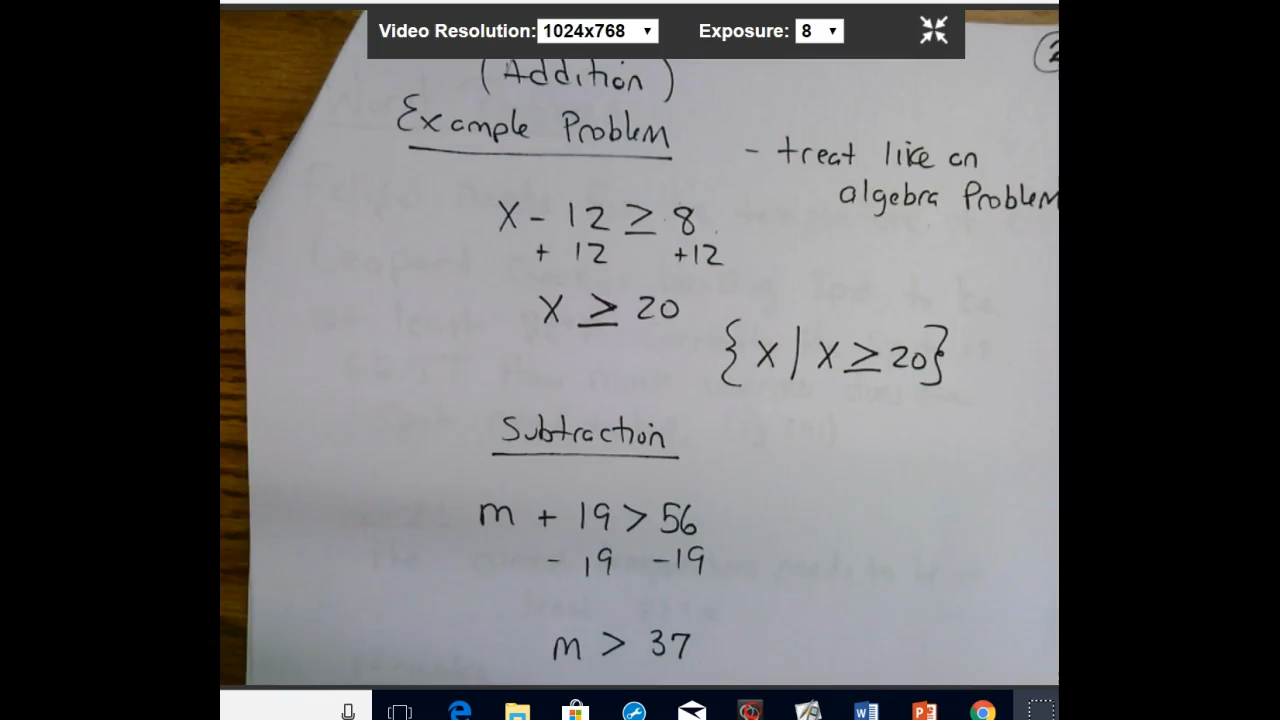 Video Resolution: 1024x768 Exposure: 8
(Addition)
Example Problem
- treat like an
algebra Problem
X - 12 ≥ 8
+ 12 +12
X ≥ 20
{X | X ≥ 20}
Subtraction
m + 19 > 56
- 19 -19
m > 37